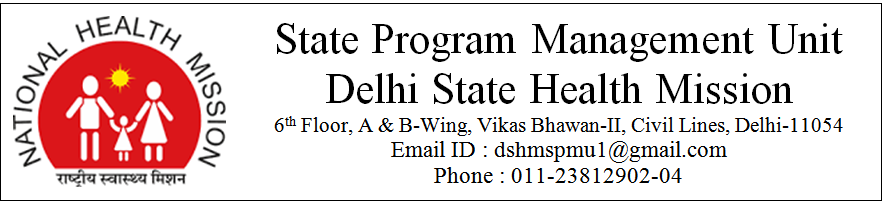 NATIONAL HEALTH MISSION
राष्ट्रीय स्वास्थ्य मिशन
State Program Management Unit
Delhi State Health Mission
6th Floor, A & B-Wing, Vikas Bhawan-II, Civil Lines, Delhi-11054
Email ID : dshmspmu1@gmail.com
Phone : 011-23812902-04